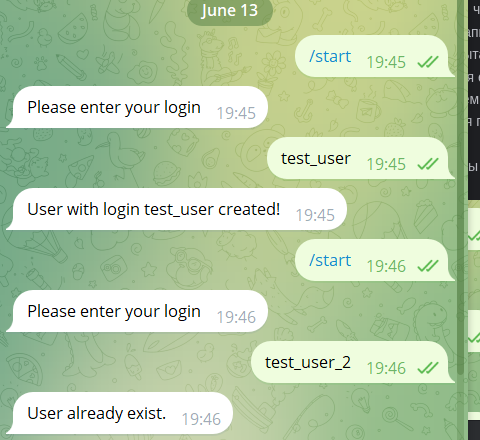 June 13
/start 19:45
Please enter your login 19:45
test_user 19:45
User with login test_user created! 19:45
/start 19:46
Please enter your login 19:46
test_user_2 19:46
User already exist. 19:46